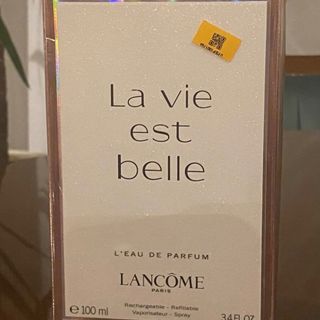 La vie
est
belle
L'EAU DE PARFUM
LANCÔME
PARIS
Rechargeable - Refillable
Vaporisateur - Spray
e 100 ml
3.4 FL OZ